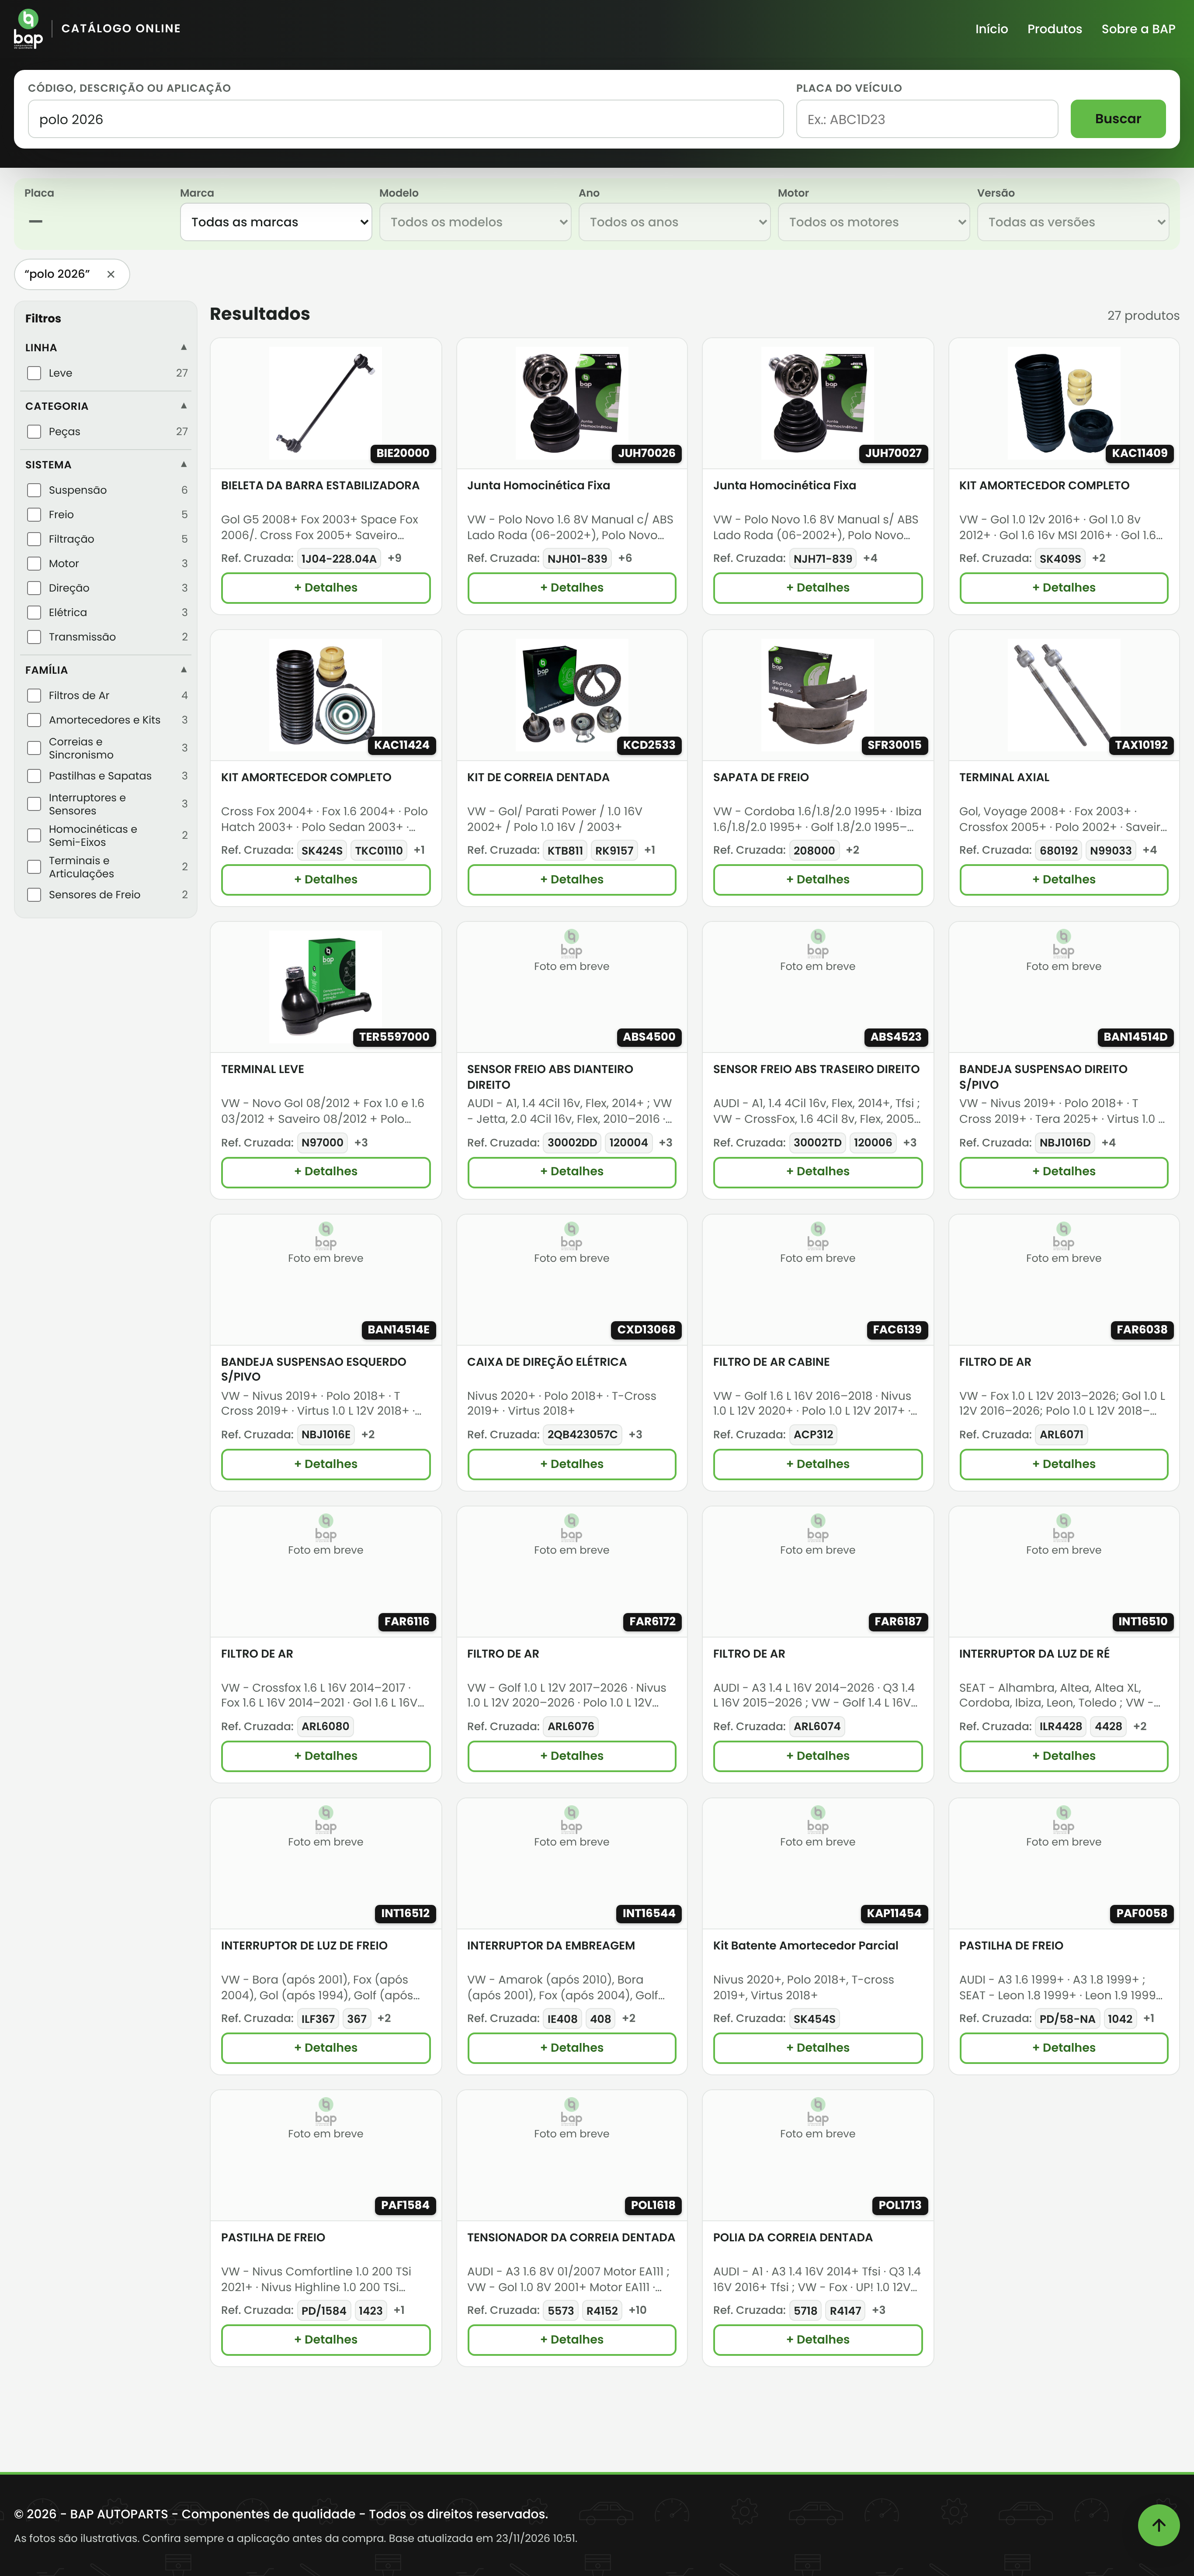 bap
CATÁLOGO ONLINE
Início
Produtos
Sobre a BAP
CÓDIGO, DESCRIÇÃO OU APLICAÇÃO
polo 2026
PLACA DO VEÍCULO
Ex.: ABC1D23
Buscar
Placa
—
Marca
Todas as marcas
Modelo
Todos os modelos
Ano
Todos os anos
Motor
Todos os motores
Versão
Todas as versões
“polo 2026” ✕
Filtros
LINHA
Leve 27
CATEGORIA
Peças 27
SISTEMA
Suspensão 6
Freio 5
Filtração 5
Motor 3
Direção 3
Elétrica 3
Transmissão 2
FAMÍLIA
Filtros de Ar 4
Amortecedores e Kits 3
Correias e
Sincronismo 3
Pastilhas e Sapatas 3
Interruptores e
Sensores 3
Homocinéticas e
Semi-Eixos 2
Terminais e
Articulações 2
Sensores de Freio 2
Resultados
27 produtos
BIE20000
BIELETA DA BARRA ESTABILIZADORA
Gol G5 2008+ Fox 2003+ Space Fox
2006/. Cross Fox 2005+ Saveiro...
Ref. Cruzada: 1J04-228.04A +9
+ Detalhes
JUH70026
Junta Homocinética Fixa
VW - Polo Novo 1.6 8V Manual c/ ABS
Lado Roda (06-2002+), Polo Novo...
Ref. Cruzada: NJH01-839 +6
+ Detalhes
JUH70027
Junta Homocinética Fixa
VW - Polo Novo 1.6 8V Manual s/ ABS
Lado Roda (06-2002+), Polo Novo...
Ref. Cruzada: NJH71-839 +4
+ Detalhes
KAC11409
KIT AMORTECEDOR COMPLETO
VW - Gol 1.0 12v 2016+ · Gol 1.0 8v
2012+ · Gol 1.6 16v MSI 2016+ · Gol 1.6...
Ref. Cruzada: SK409S +2
+ Detalhes
KAC11424
KIT AMORTECEDOR COMPLETO
Cross Fox 2004+ · Fox 1.6 2004+ · Polo
Hatch 2003+ · Polo Sedan 2003+ ·...
Ref. Cruzada: SK424S TKC01110 +1
+ Detalhes
KCD2533
KIT DE CORREIA DENTADA
VW - Gol/ Parati Power / 1.0 16V
2002+ / Polo 1.0 16V / 2003+
Ref. Cruzada: KTB811 RK9157 +1
+ Detalhes
SFR30015
SAPATA DE FREIO
VW - Cordoba 1.6/1.8/2.0 1995+ · Ibiza
1.6/1.8/2.0 1995+ · Golf 1.8/2.0 1995–...
Ref. Cruzada: 208000 +2
+ Detalhes
TAX10192
TERMINAL AXIAL
Gol, Voyage 2008+ · Fox 2003+ ·
Crossfox 2005+ · Polo 2002+ · Saveir...
Ref. Cruzada: 680192 N99033 +4
+ Detalhes
TER5597000
TERMINAL LEVE
VW - Novo Gol 08/2012 + Fox 1.0 e 1.6
03/2012 + Saveiro 08/2012 + Polo...
Ref. Cruzada: N97000 +3
+ Detalhes
bap
Foto em breve
ABS4500
SENSOR FREIO ABS DIANTEIRO
DIREITO
AUDI - A1, 1.4 4Cil 16v, Flex, 2014+ ; VW
- Jetta, 2.0 4Cil 16v, Flex, 2010–2016 ·...
Ref. Cruzada: 30002DD 120004 +3
+ Detalhes
bap
Foto em breve
ABS4523
SENSOR FREIO ABS TRASEIRO DIREITO
AUDI - A1, 1.4 4Cil 16v, Flex, 2014+, Tfsi ;
VW - CrossFox, 1.6 4Cil 8v, Flex, 2005...
Ref. Cruzada: 30002TD 120006 +3
+ Detalhes
bap
Foto em breve
BAN14514D
BANDEJA SUSPENSAO DIREITO
S/PIVO
VW - Nivus 2019+ · Polo 2018+ · T
Cross 2019+ · Tera 2025+ · Virtus 1.0 ...
Ref. Cruzada: NBJ1016D +4
+ Detalhes
bap
Foto em breve
BAN14514E
BANDEJA SUSPENSAO ESQUERDO
S/PIVO
VW - Nivus 2019+ · Polo 2018+ · T
Cross 2019+ · Virtus 1.0 L 12V 2018+ ·...
Ref. Cruzada: NBJ1016E +2
+ Detalhes
bap
Foto em breve
CXD13068
CAIXA DE DIREÇÃO ELÉTRICA
Nivus 2020+ · Polo 2018+ · T-Cross
2019+ · Virtus 2018+
Ref. Cruzada: 2QB423057C +3
+ Detalhes
bap
Foto em breve
FAC6139
FILTRO DE AR CABINE
VW - Golf 1.6 L 16V 2016–2018 · Nivus
1.0 L 12V 2020+ · Polo 1.0 L 12V 2017+ ·...
Ref. Cruzada: ACP312
+ Detalhes
bap
Foto em breve
FAR6038
FILTRO DE AR
VW - Fox 1.0 L 12V 2013–2026; Gol 1.0 L
12V 2016–2026; Polo 1.0 L 12V 2018–...
Ref. Cruzada: ARL6071
+ Detalhes
bap
Foto em breve
FAR6116
FILTRO DE AR
VW - Crossfox 1.6 L 16V 2014–2017 ·
Fox 1.6 L 16V 2014–2021 · Gol 1.6 L 16V...
Ref. Cruzada: ARL6080
+ Detalhes
bap
Foto em breve
FAR6172
FILTRO DE AR
VW - Golf 1.0 L 12V 2017–2026 · Nivus
1.0 L 12V 2020–2026 · Polo 1.0 L 12V...
Ref. Cruzada: ARL6076
+ Detalhes
bap
Foto em breve
FAR6187
FILTRO DE AR
AUDI - A3 1.4 L 16V 2014–2026 · Q3 1.4
L 16V 2015–2026 ; VW - Golf 1.4 L 16V...
Ref. Cruzada: ARL6074
+ Detalhes
bap
Foto em breve
INT16510
INTERRUPTOR DA LUZ DE RÉ
SEAT - Alhambra, Altea, Altea XL,
Cordoba, Ibiza, Leon, Toledo ; VW -...
Ref. Cruzada: ILR4428 4428 +2
+ Detalhes
bap
Foto em breve
INT16512
INTERRUPTOR DE LUZ DE FREIO
VW - Bora (após 2001), Fox (após
2004), Gol (após 1994), Golf (após...
Ref. Cruzada: ILF367 367 +2
+ Detalhes
bap
Foto em breve
INT16544
INTERRUPTOR DA EMBREAGEM
VW - Amarok (após 2010), Bora
(após 2001), Fox (após 2004), Golf...
Ref. Cruzada: IE408 408 +2
+ Detalhes
bap
Foto em breve
KAP11454
Kit Batente Amortecedor Parcial
Nivus 2020+, Polo 2018+, T-cross
2019+, Virtus 2018+
Ref. Cruzada: SK454S
+ Detalhes
bap
Foto em breve
PAF0058
PASTILHA DE FREIO
AUDI - A3 1.6 1999+ · A3 1.8 1999+ ;
SEAT - Leon 1.8 1999+ · Leon 1.9 1999...
Ref. Cruzada: PD/58-NA 1042 +1
+ Detalhes
bap
Foto em breve
PAF1584
PASTILHA DE FREIO
VW - Nivus Comfortline 1.0 200 TSi
2021+ · Nivus Highline 1.0 200 TSi...
Ref. Cruzada: PD/1584 1423 +1
+ Detalhes
bap
Foto em breve
POL1618
TENSIONADOR DA CORREIA DENTADA
AUDI - A3 1.6 8V 01/2007 Motor EA111 ;
VW - Gol 1.0 8V 2001+ Motor EA111 ·...
Ref. Cruzada: 5573 R4152 +10
+ Detalhes
bap
Foto em breve
POL1713
POLIA DA CORREIA DENTADA
AUDI - A1 · A3 1.4 16V 2014+ Tfsi · Q3 1.4
16V 2016+ Tfsi ; VW - Fox · UP! 1.0 12V...
Ref. Cruzada: 5718 R4147 +3
+ Detalhes
© 2026 - BAP AUTOPARTS - Componentes de qualidade - Todos os direitos reservados.
As fotos são ilustrativas. Confira sempre a aplicação antes da compra. Base atualizada em 23/11/2026 10:51.